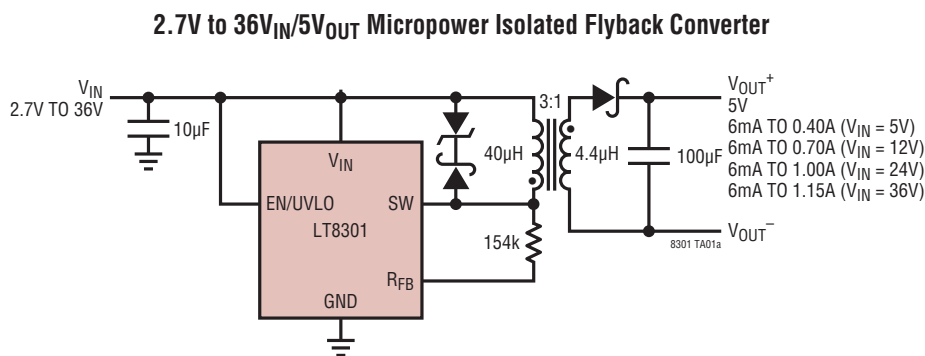 2.7V to 36VIN/5VOUT Micropower Isolated Flyback Converter
VIN
2.7V TO 36V
10µF
VIN
EN/UVLO
SW
LT8301
RFB
GND
154k
3:1
40µH
4.4µH
100µF
VOUT+
5V
6mA TO 0.40A (VIN = 5V)
6mA TO 0.70A (VIN = 12V)
6mA TO 1.00A (VIN = 24V)
6mA TO 1.15A (VIN = 36V)
VOUT–
8301 TA01a